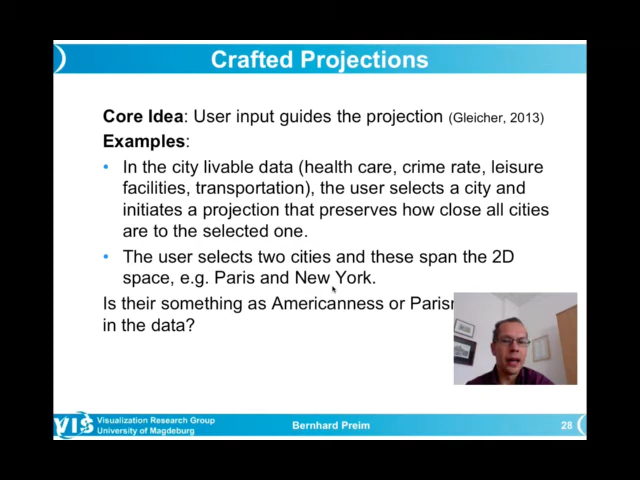 Crafted Projections
Core Idea: User input guides the projection (Gleicher, 2013)
Examples:
• In the city livable data (health care, crime rate, leisure
facilities, transportation), the user selects a city and
initiates a projection that preserves how close all cities
are to the selected one.
• The user selects two cities and these span the 2D
space, e.g. Paris and New York.
Is their something as Americanness or
in the data?
VIS
Visualization Research Group
University of Magdeburg
Bernhard Preim
28